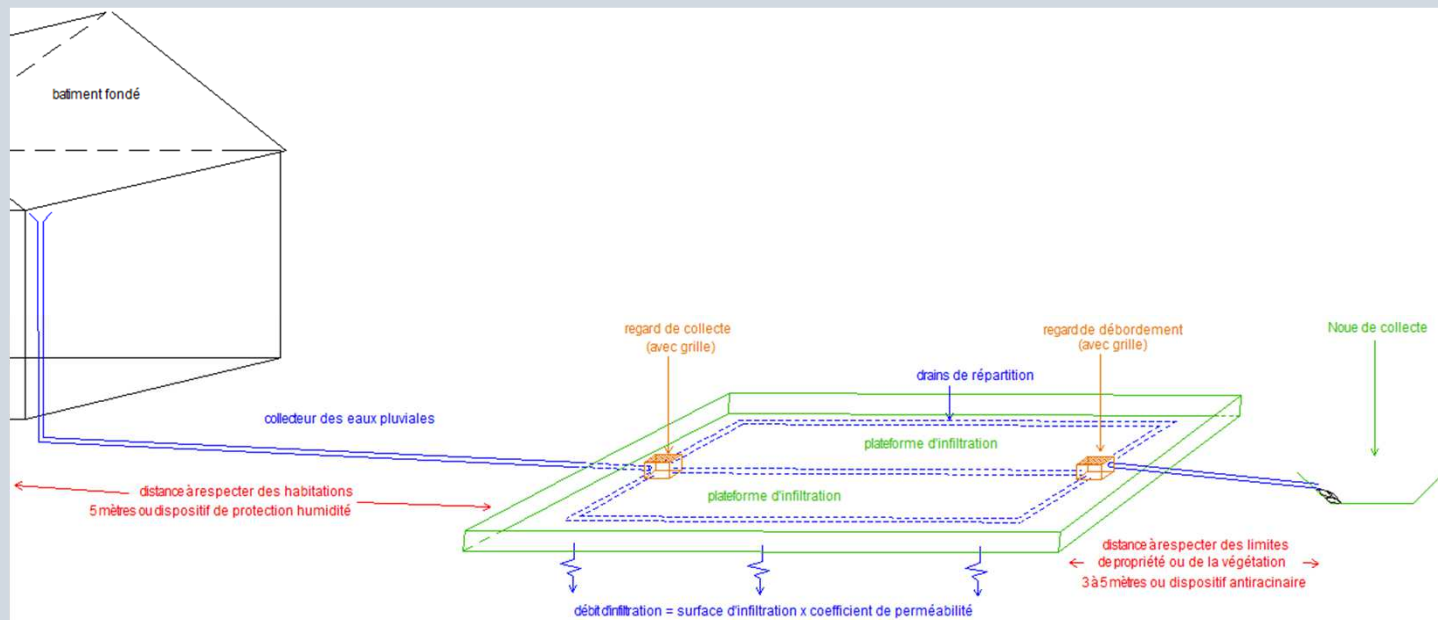 batiment fondé
regard de collecte
(avec grille)
regard de débordement
(avec grille)
Noue de collecte
drains de répartition
collecteur des eaux pluviales
plateforme d'infiltration
plateforme d'infiltration
distance à respecter des habitations
5 mètres ou dispositif de protection humidité
distance à respecter des limites
de propriété ou de la végétation
3 à 5 mètres ou dispositif antiracinaire
débit d'infiltration = surface d'infiltration x coefficient de perméabilité